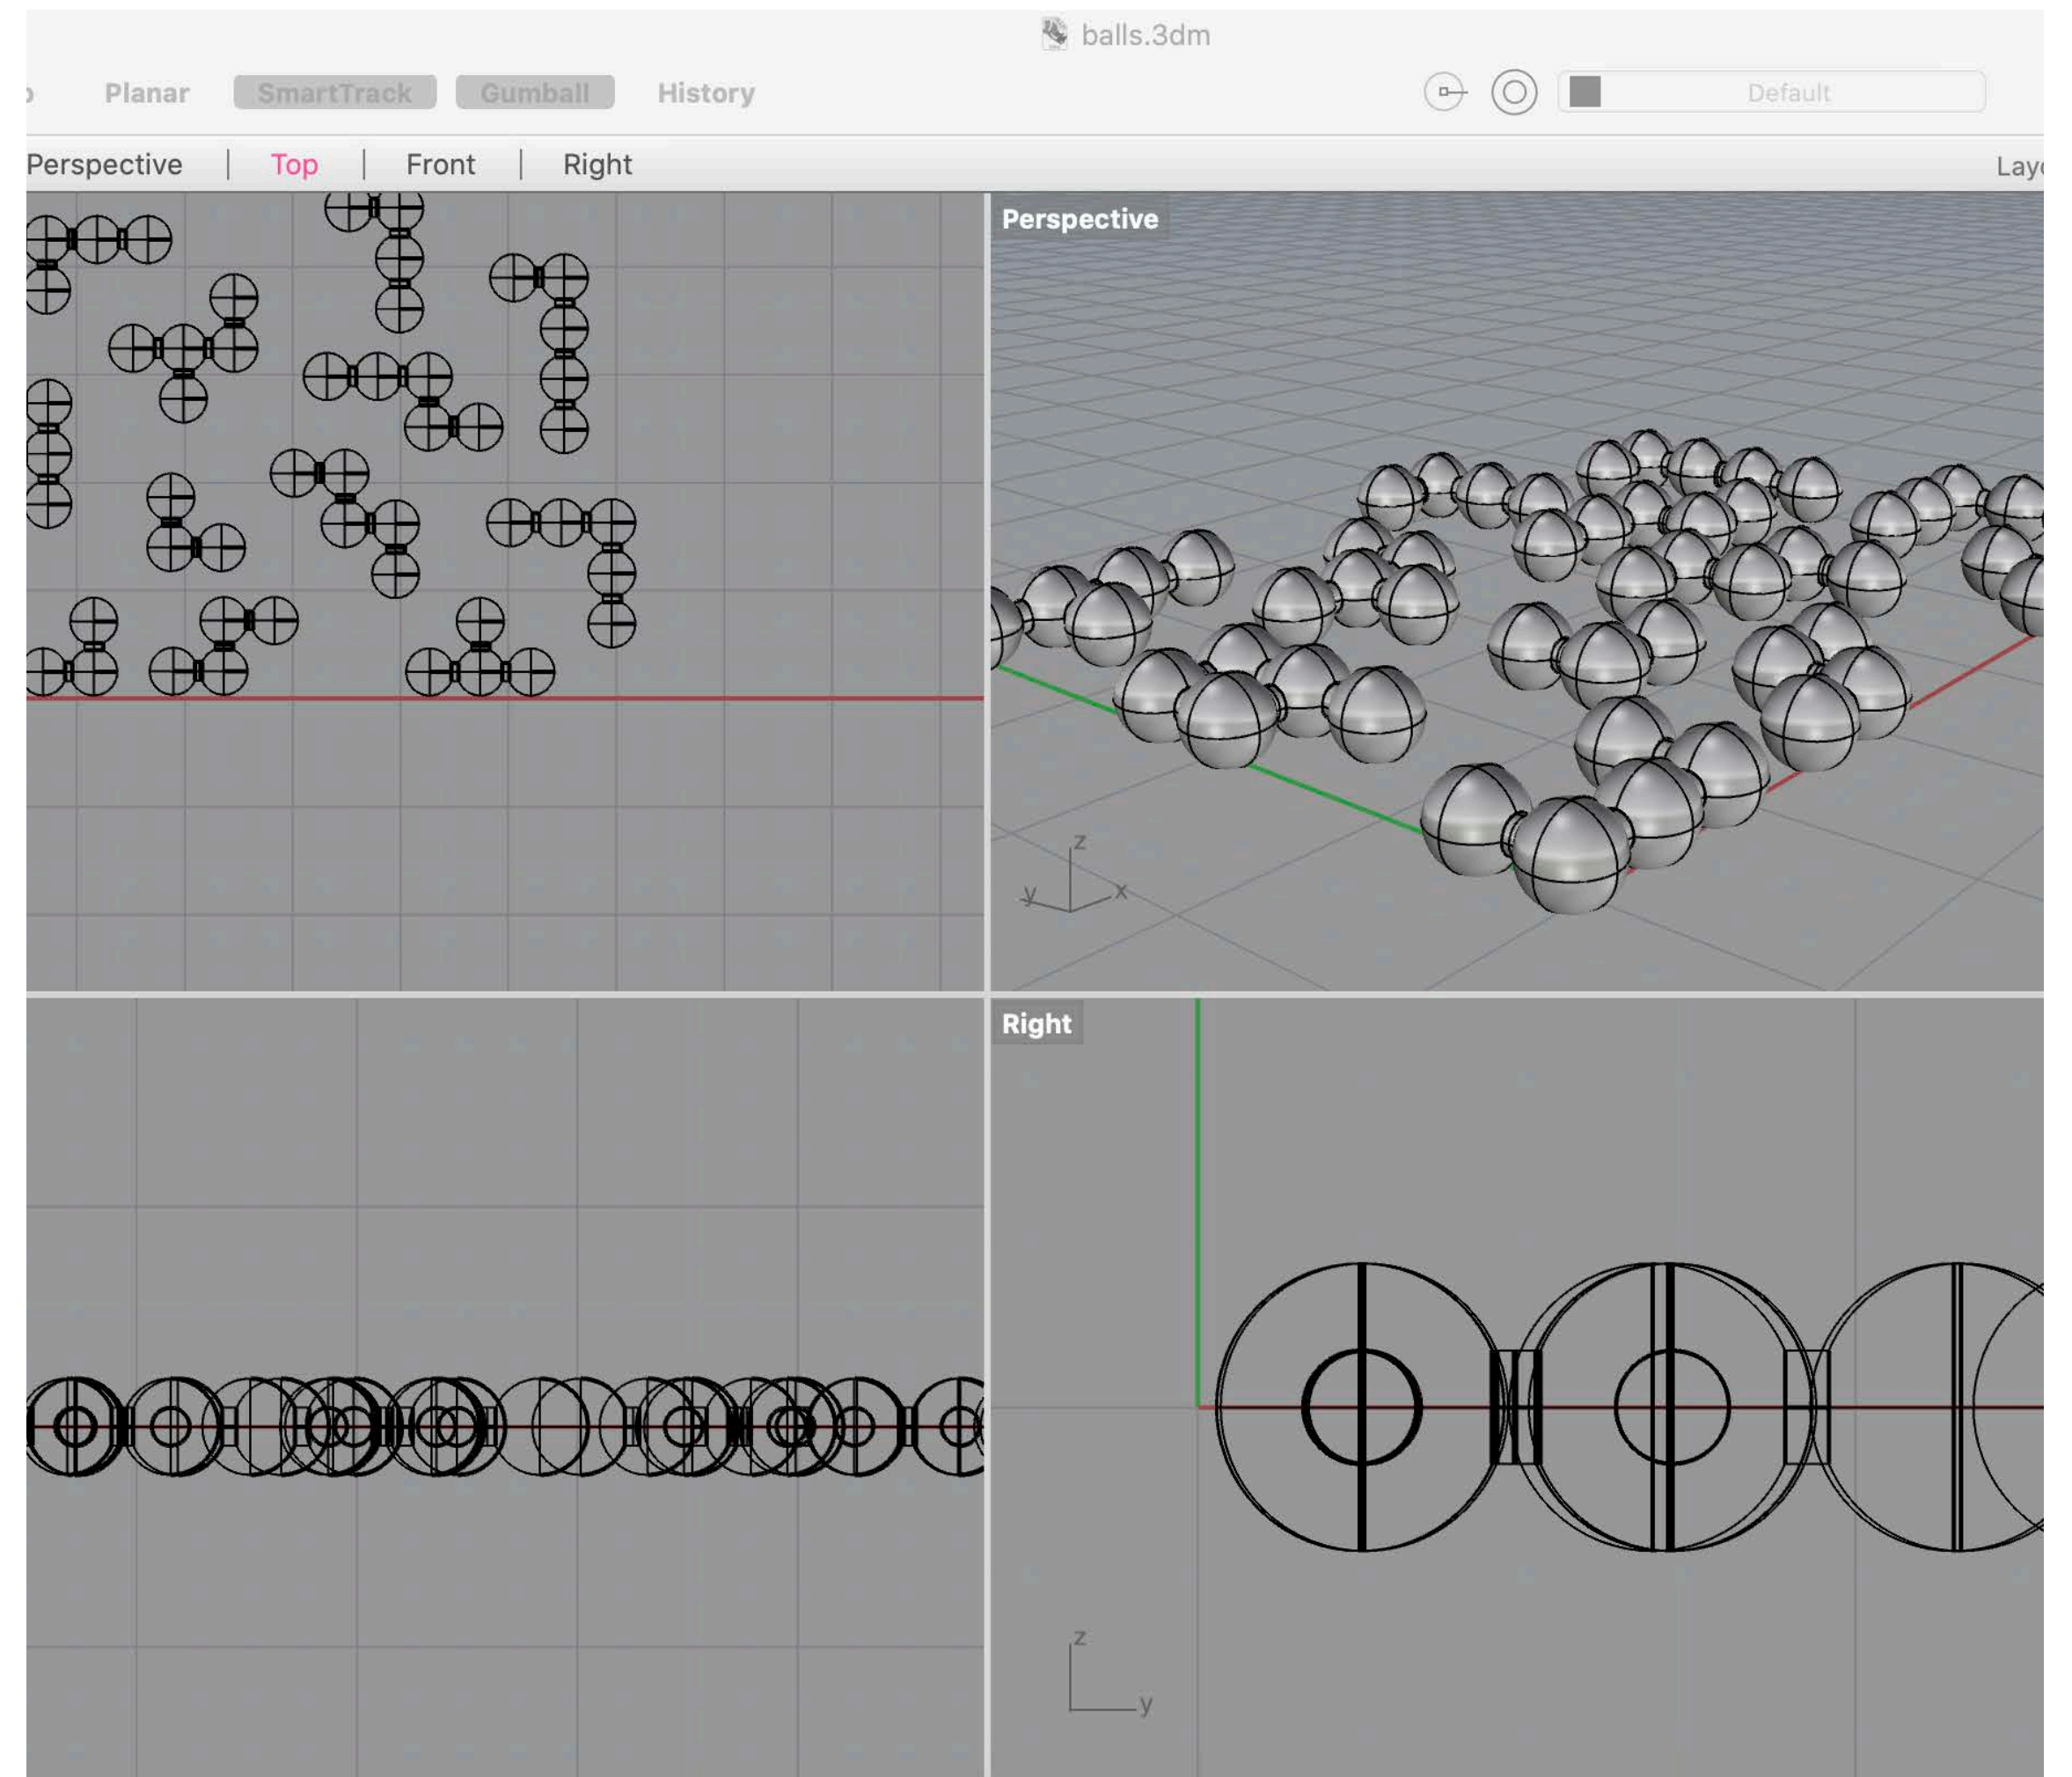 balls.3dm
Planar SmartTrack Gumball History Default
Perspective | Top | Front | Right
Perspective
z
y x
Right
z
y